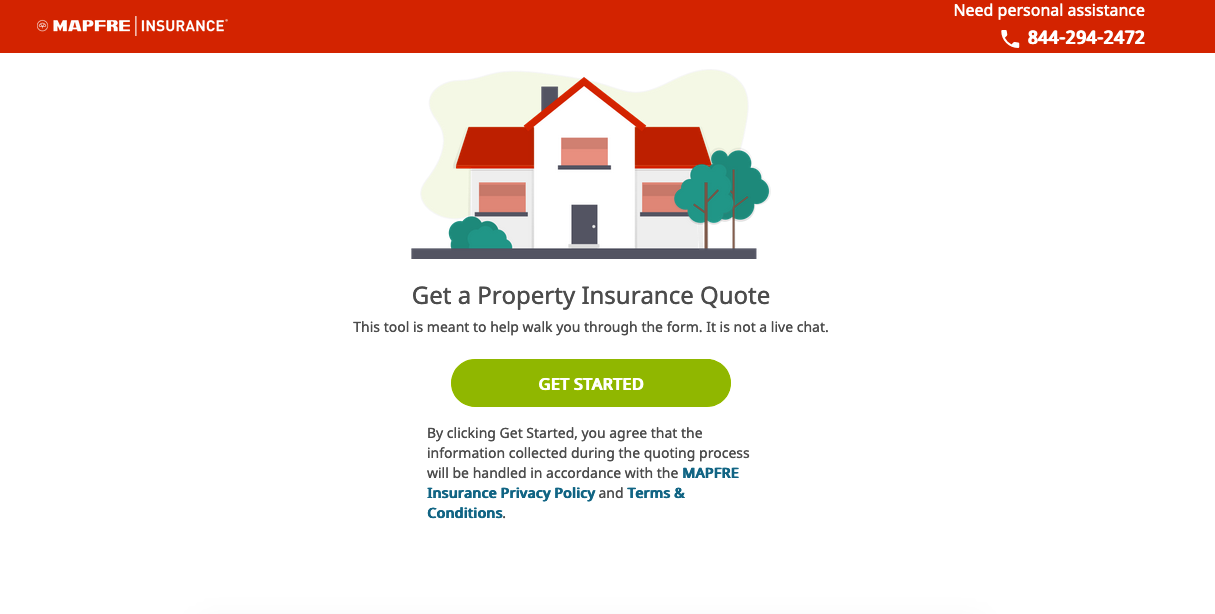 MAPFRE | INSURANCE®
Need personal assistance
844-294-2472
Get a Property Insurance Quote
This tool is meant to help walk you through the form. It is not a live chat.
GET STARTED
By clicking Get Started, you agree that the
information collected during the quoting process
will be handled in accordance with the MAPFRE
Insurance Privacy Policy and Terms &
Conditions.